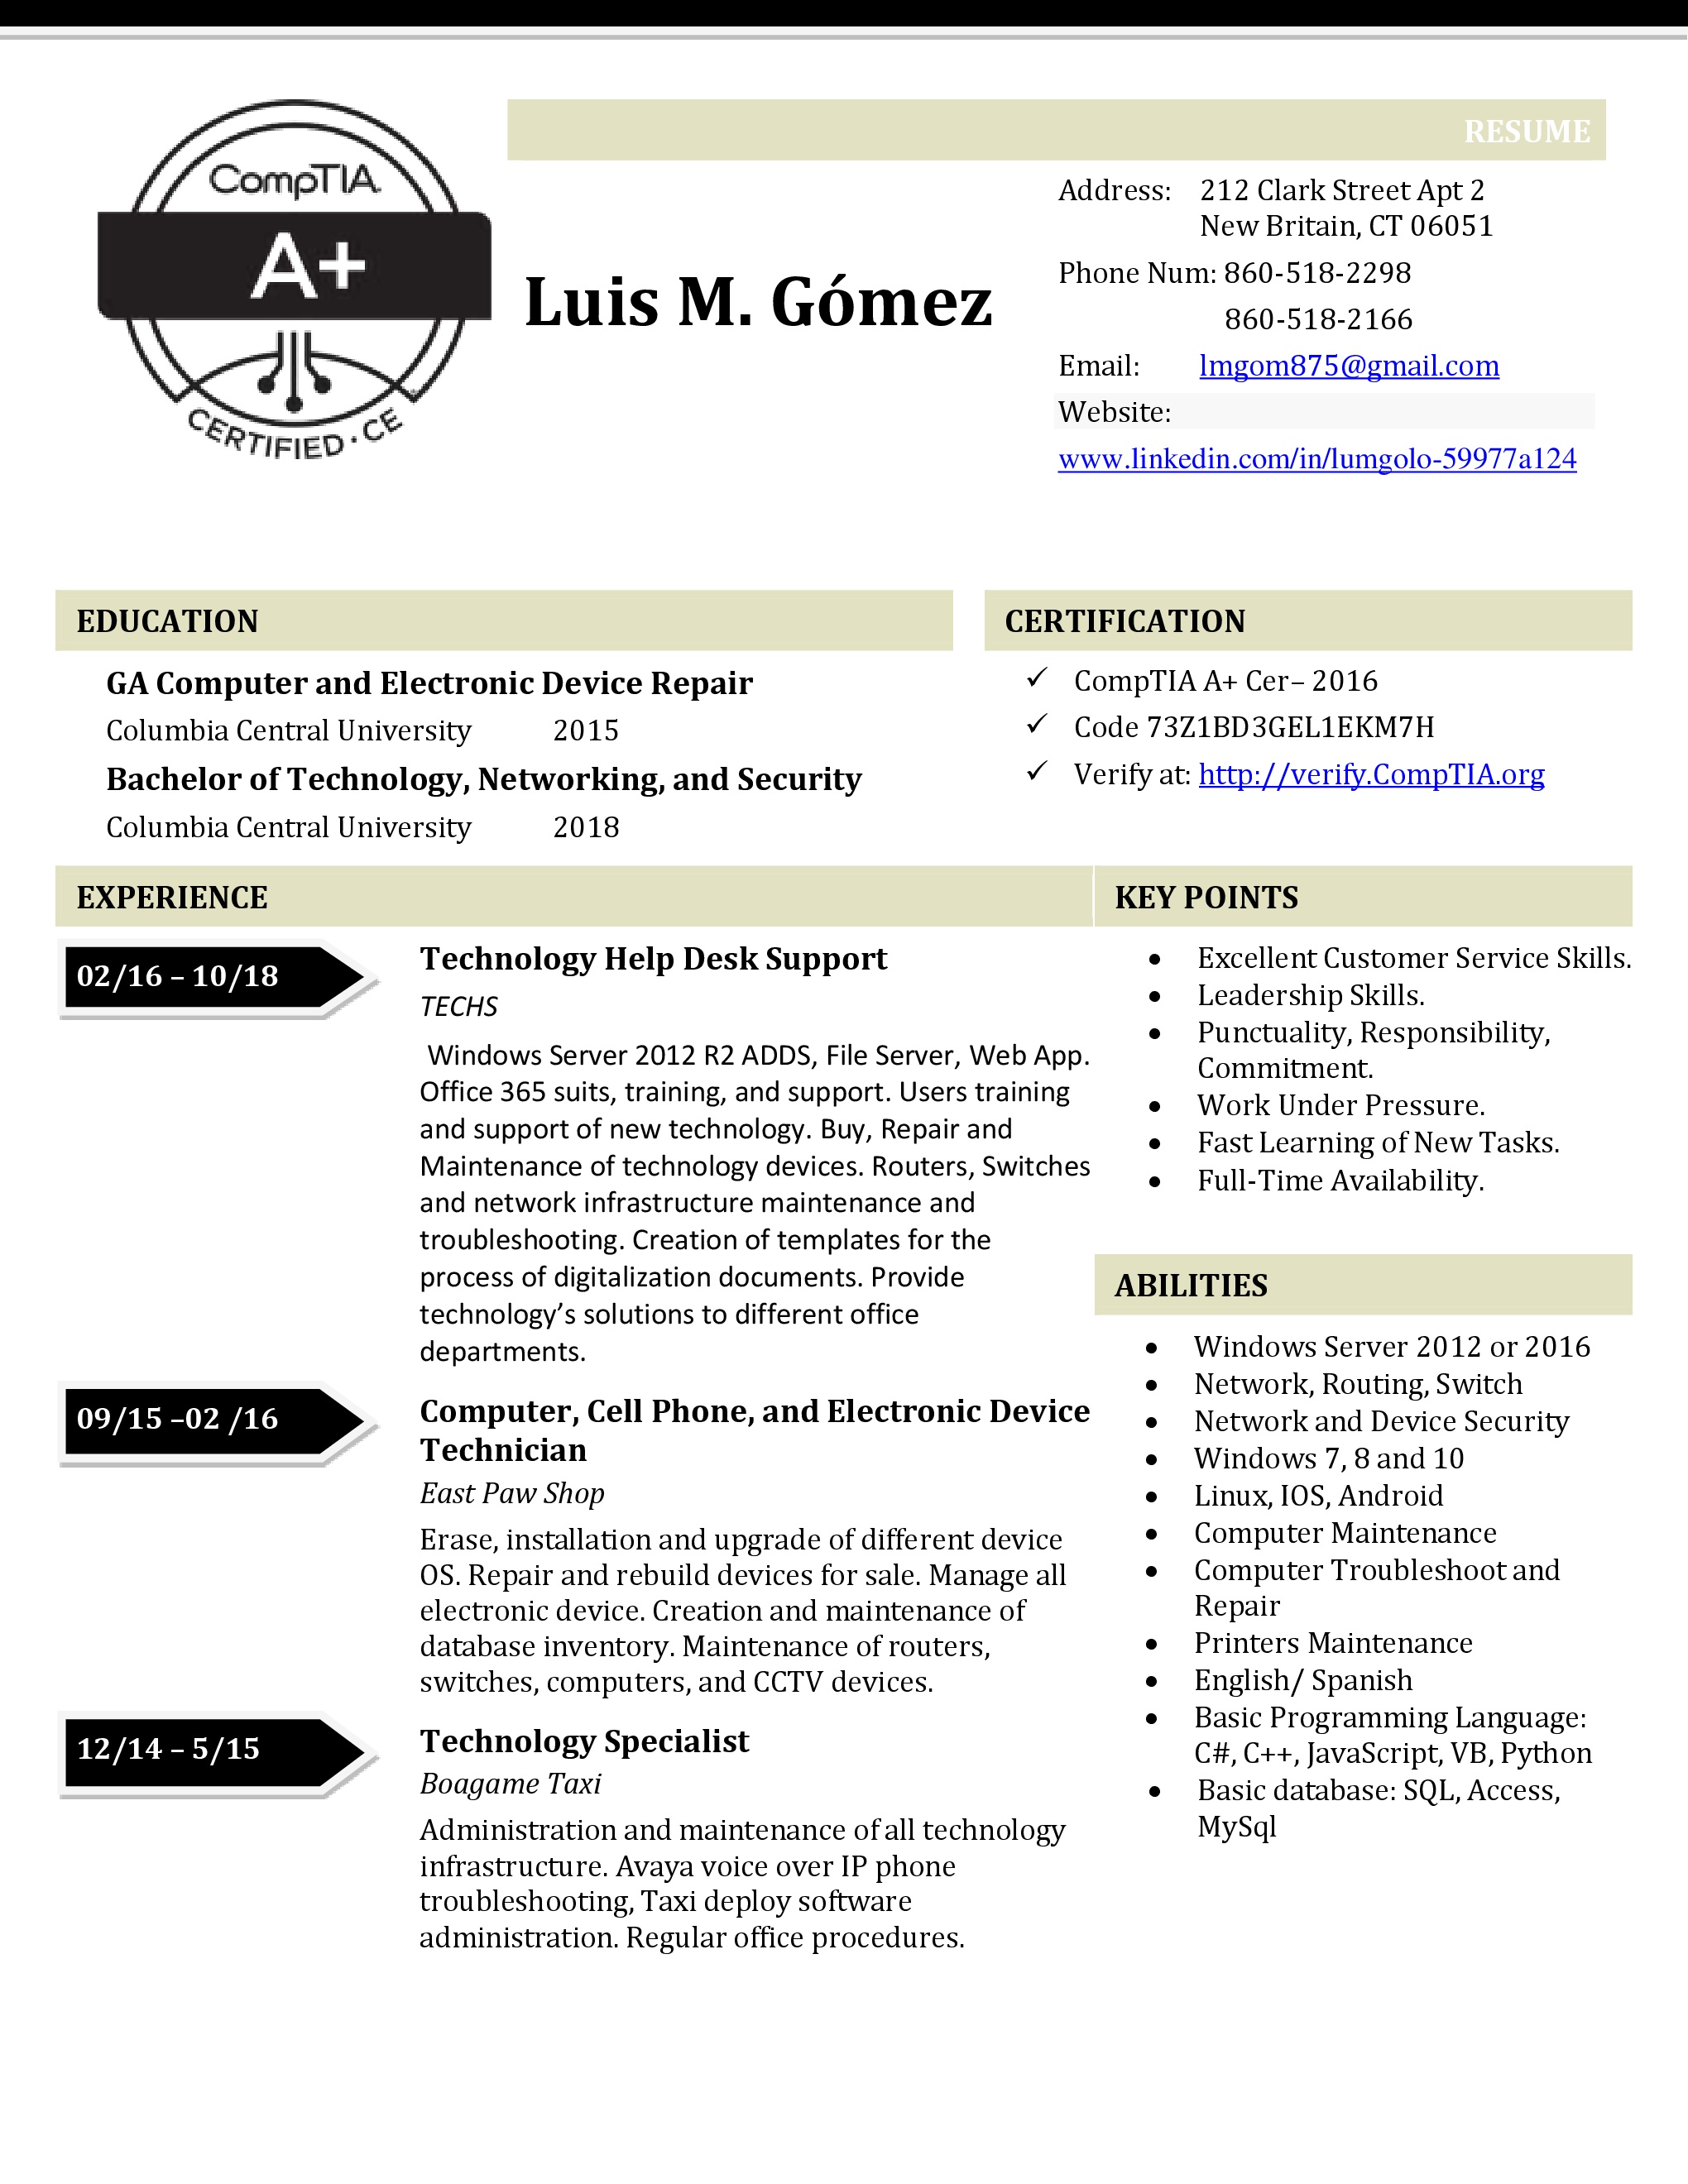 CompTIA.
A+
CERTIFIED · CE
RESUME
Luis M. Gómez
Address: 212 Clark Street Apt 2
New Britain, CT 06051
Phone Num: 860-518-2298
860-518-2166
Email: lmgom875@gmail.com
Website:
www.linkedin.com/in/lumgolo-59977a124
EDUCATION
GA Computer and Electronic Device Repair
Columbia Central University 2015
Bachelor of Technology, Networking, and Security
Columbia Central University 2018
CERTIFICATION
✓ CompTIA A+ Cer– 2016
✓ Code 73Z1BD3GEL1EKM7H
✓ Verify at: http://verify.CompTIA.org
EXPERIENCE
02/16 – 10/18
Technology Help Desk Support
TECHS
Windows Server 2012 R2 ADDS, File Server, Web App.
Office 365 suits, training, and support. Users training
and support of new technology. Buy, Repair and
Maintenance of technology devices. Routers, Switches
and network infrastructure maintenance and
troubleshooting. Creation of templates for the
process of digitalization documents. Provide
technology’s solutions to different office
departments.
09/15 –02 /16
Computer, Cell Phone, and Electronic Device
Technician
East Paw Shop
Erase, installation and upgrade of different device
OS. Repair and rebuild devices for sale. Manage all
electronic device. Creation and maintenance of
database inventory. Maintenance of routers,
switches, computers, and CCTV devices.
12/14 – 5/15
Technology Specialist
Boagame Taxi
Administration and maintenance of all technology
infrastructure. Avaya voice over IP phone
troubleshooting, Taxi deploy software
administration. Regular office procedures.
KEY POINTS
• Excellent Customer Service Skills.
• Leadership Skills.
• Punctuality, Responsibility,
Commitment.
• Work Under Pressure.
• Fast Learning of New Tasks.
• Full-Time Availability.
ABILITIES
• Windows Server 2012 or 2016
• Network, Routing, Switch
• Network and Device Security
• Windows 7, 8 and 10
• Linux, IOS, Android
• Computer Maintenance
• Computer Troubleshoot and
Repair
• Printers Maintenance
• English/ Spanish
• Basic Programming Language:
C#, C++, JavaScript, VB, Python
• Basic database: SQL, Access,
MySql